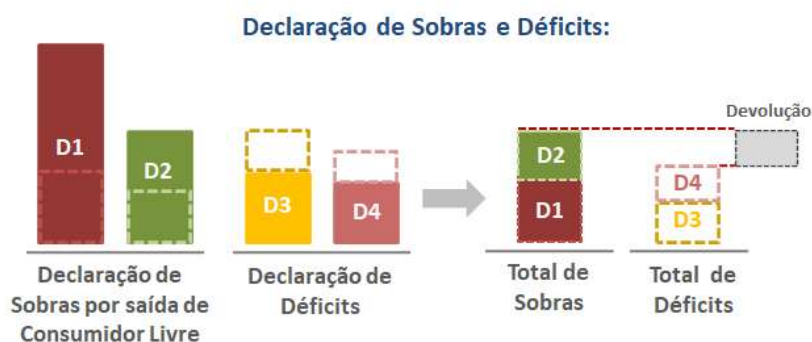 Declaração de Sobras e Déficits:
Devolução
D1
D2
D3
D4
D2
D1
D4
D3
Declaração de
Sobras por saída de
Consumidor Livre
Declaração de
Déficits
Total de
Sobras
Total de
Déficits